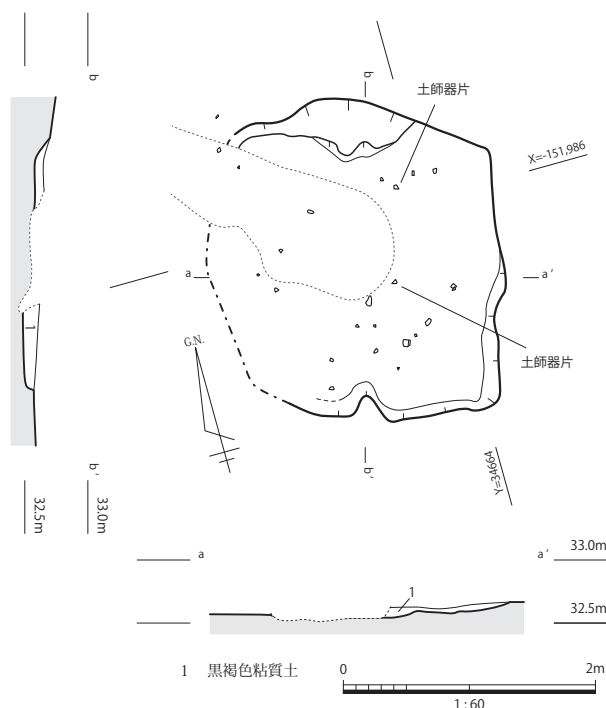 b
土師器片
X=-151,986
a
a'
土師器片
1
G.N.
Y=34664
b'
b
b'
32.5m
33.0m
a
a'
33.0m
1
32.5m
1 黒褐色粘質土
0
2m
1 : 60